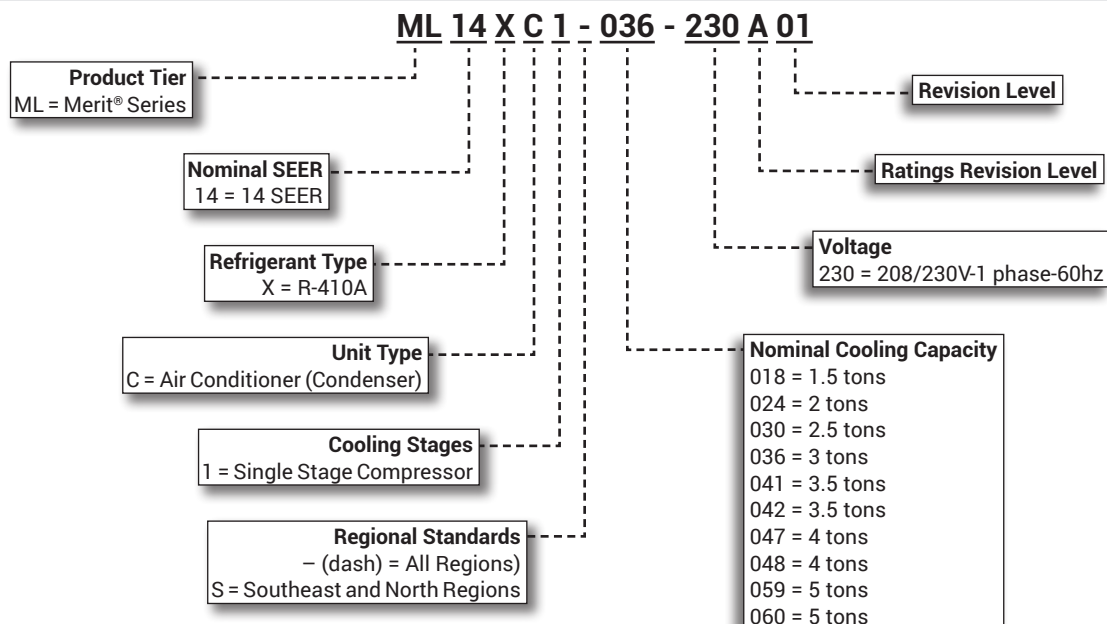 ML 14 X C 1 - 036 - 230 A 01
Product Tier
ML = Merit® Series
Nominal SEER
14 = 14 SEER
Refrigerant Type
X = R-410A
Unit Type
C = Air Conditioner (Condenser)
Cooling Stages
1 = Single Stage Compressor
Regional Standards
– (dash) = All Regions)
S = Southeast and North Regions
Revision Level
Ratings Revision Level
Voltage
230 = 208/230V-1 phase-60hz
Nominal Cooling Capacity
018 = 1.5 tons
024 = 2 tons
030 = 2.5 tons
036 = 3 tons
041 = 3.5 tons
042 = 3.5 tons
047 = 4 tons
048 = 4 tons
059 = 5 tons
060 = 5 tons